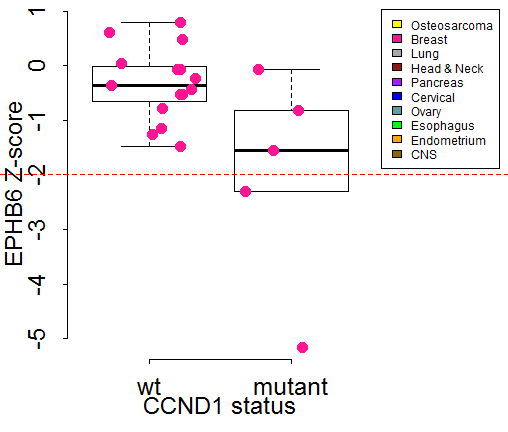 1
0
-1
-2
-3
-4
-5
EPHB6 Z-score
wt mutant
CCND1 status
Osteosarcoma
Breast
Lung
Head & Neck
Pancreas
Cervical
Ovary
Esophagus
Endometrium
CNS